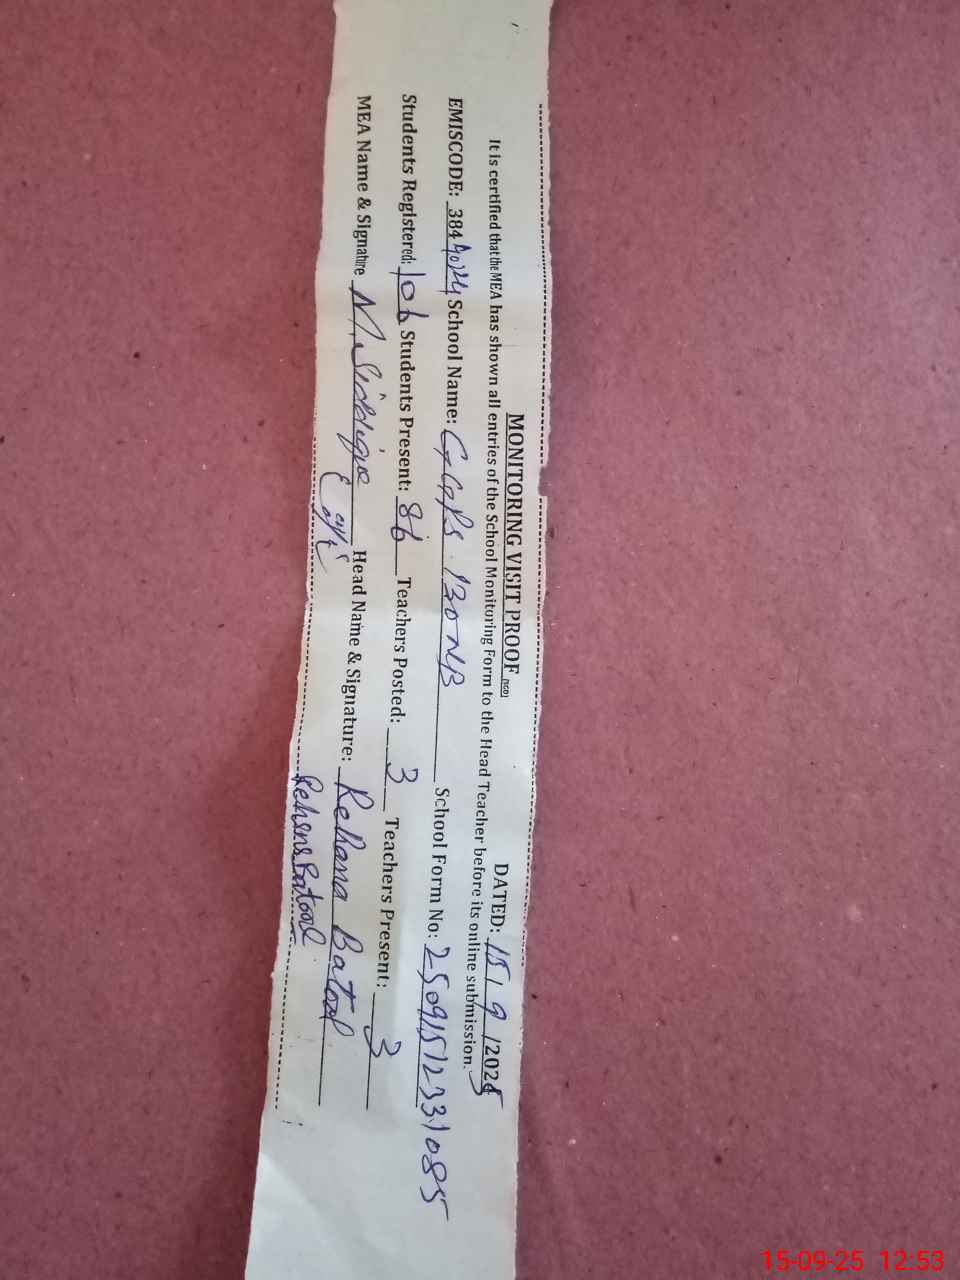 MONITORING VISIT PROOF DATED: 15/9/2025
It is certified that the MEA has shown all entries of the School Monitoring Form to the Head Teacher before its online submission.
EMISCODE: 384 School Name: 130 NB School Form No: 25091512331085
Students Registered: 106 Students Present: 86 Teachers Posted: 3 Teachers Present: 3
MEA Name & Signature M. Siddique Head Name & Signature: Rehana Batool
Rehana Batool
15-09-25 12:53